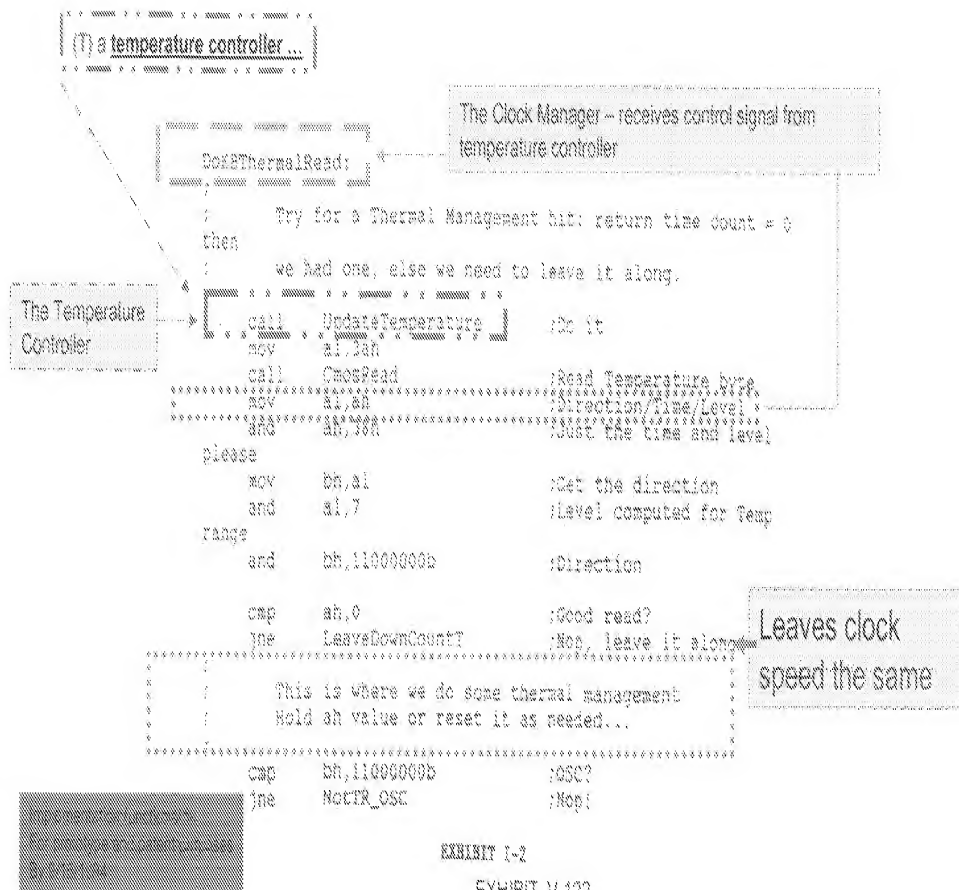 (T) a temperature controller ...
The Clock Manager – receives control signal from
temperature controller
DoKBThermalRead:
;
; Try for a Thermal Management hit: return time count = 0
then
; we had one, else we need to leave it along.
The Temperature
Controller
call UpdateTemperature ;Do it
mov al,3ah
call CmosRead ;Read Temperature byte
mov al,ah ;Direction/Time/Level
and ah,38h ;Just the time and level
please
mov bh,al ;Get the direction
and al,7 ;Level computed for Temp
range
and bh,11000000b ;Direction
cmp ah,0 ;Good read?
jne LeaveDownCountT ;Nop, leave it along
Leaves clock
speed the same
;
; This is where we do some thermal management
; Hold ah value or reset it as needed...
;
cmp bh,11000000b ;OSC?
jne NotTR_OSC ;Nop!
EXHIBIT I-2
EXHIBIT